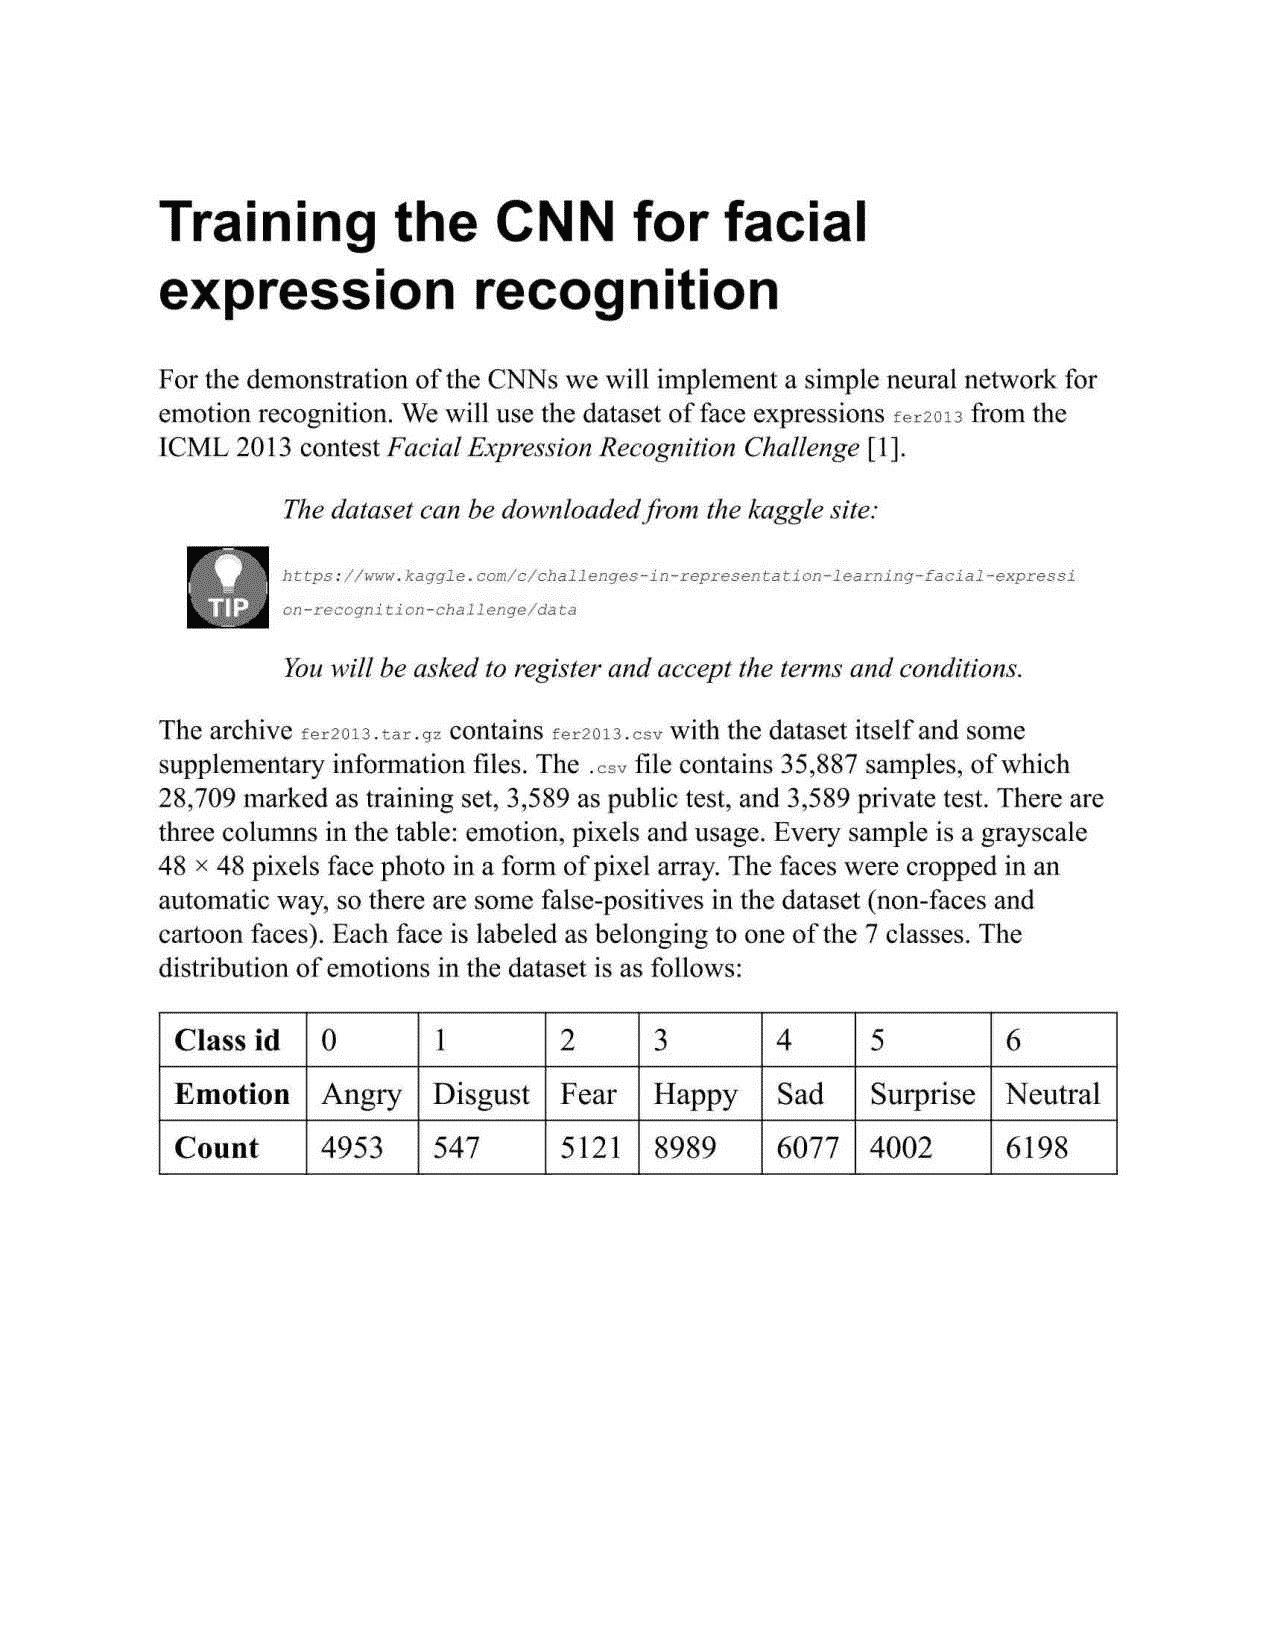 Training the CNN for facial
expression recognition
For the demonstration of the CNNs we will implement a simple neural network for
emotion recognition. We will use the dataset of face expressions fer2013 from the
ICML 2013 contest Facial Expression Recognition Challenge [1].
The dataset can be downloaded from the kaggle site:
TIP
https://www.kaggle.com/c/challenges-in-representation-learning-facial-expressi
on-recognition-challenge/data
You will be asked to register and accept the terms and conditions.
The archive fer2013.tar.gz contains fer2013.csv with the dataset itself and some
supplementary information files. The .csv file contains 35,887 samples, of which
28,709 marked as training set, 3,589 as public test, and 3,589 private test. There are
three columns in the table: emotion, pixels and usage. Every sample is a grayscale
48 × 48 pixels face photo in a form of pixel array. The faces were cropped in an
automatic way, so there are some false-positives in the dataset (non-faces and
cartoon faces). Each face is labeled as belonging to one of the 7 classes. The
distribution of emotions in the dataset is as follows:
Class id 0 1 2 3 4 5 6
Emotion Angry Disgust Fear Happy Sad Surprise Neutral
Count 4953 547 5121 8989 6077 4002 6198